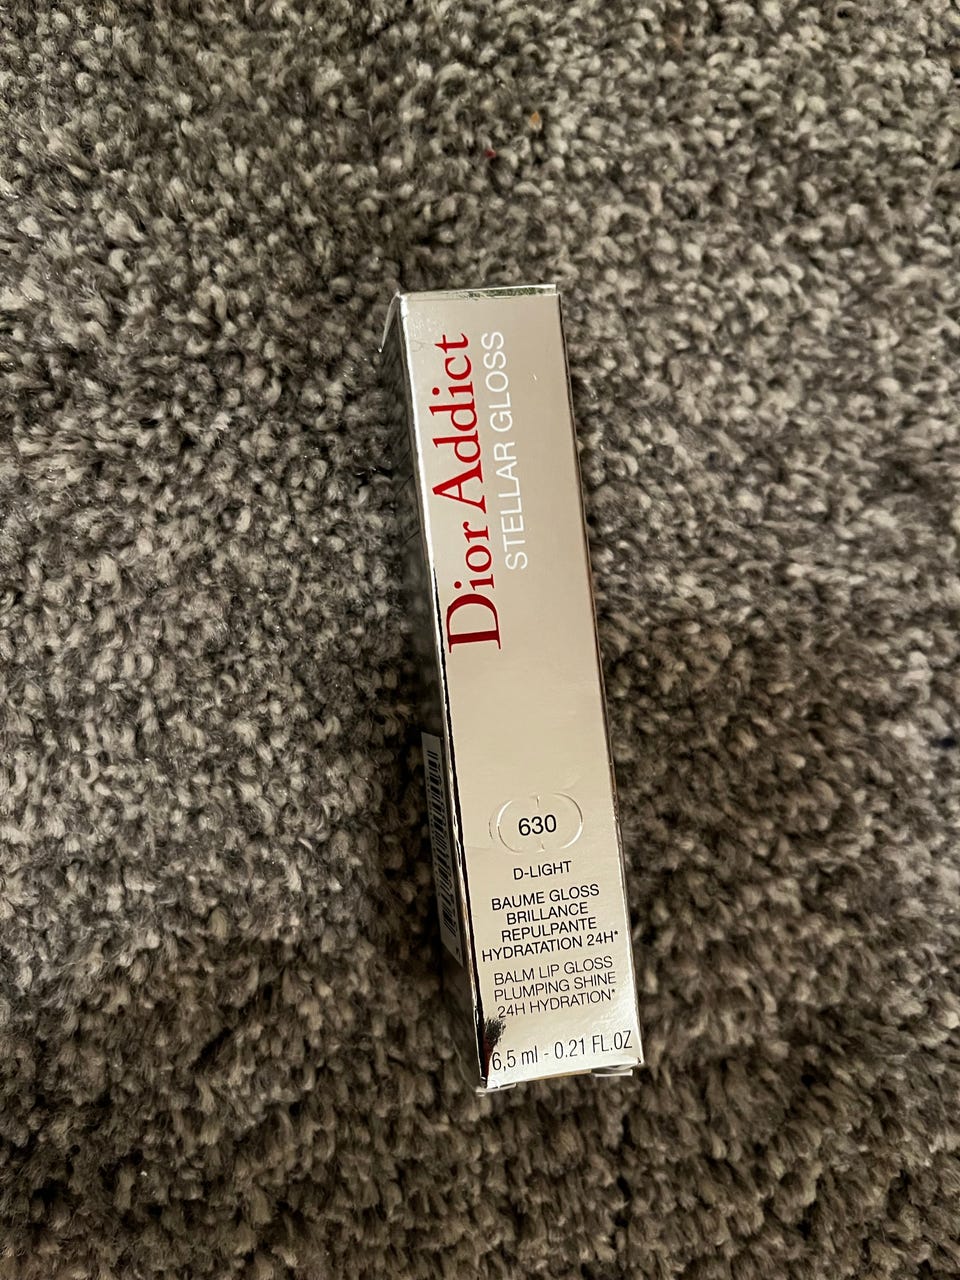 Dior Addict
STELLAR GLOSS
630
D-LIGHT
BAUME GLOSS
BRILLANCE
REPULPANTE
HYDRATATION 24H*
BALM LIP GLOSS
PLUMPING SHINE
24H HYDRATION*
6,5 ml - 0.21 FL.OZ